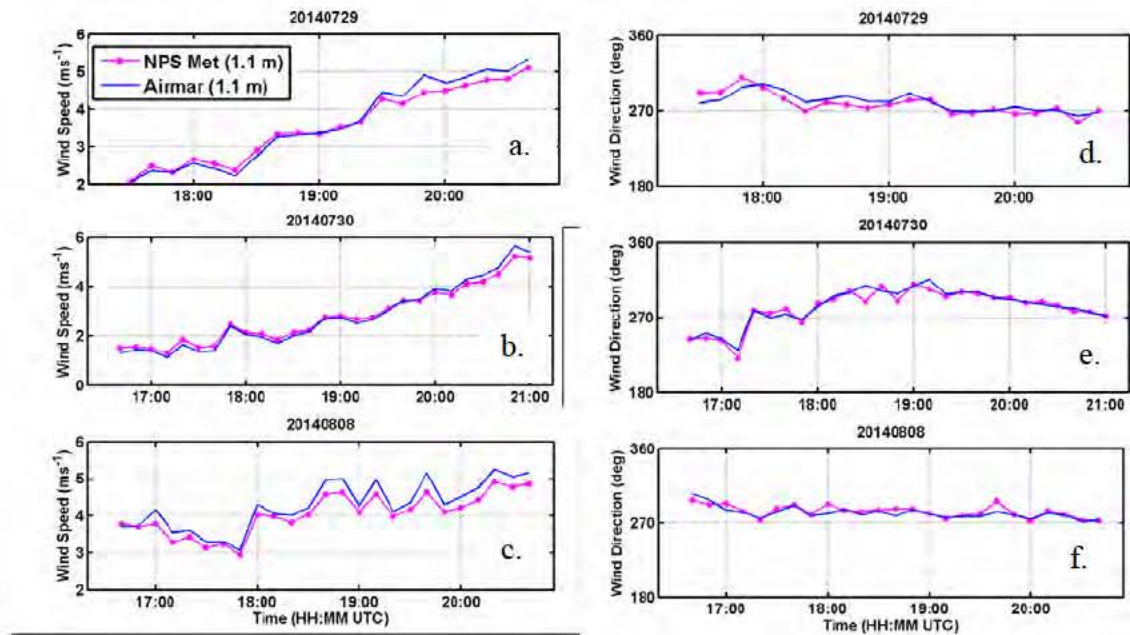 20140729
6
5
4
3
2
Wind Speed (ms⁻¹)
NPS Met (1.1 m)
Airmar (1.1 m)
a.
18:00 19:00 20:00
20140730
6
4
2
0
Wind Speed (ms⁻¹)
b.
17:00 18:00 19:00 20:00 21:00
20140808
6
5
4
3
2
Wind Speed (ms⁻¹)
c.
17:00 18:00 19:00 20:00
Time (HH:MM UTC)
20140729
360
270
180
Wind Direction (deg)
d.
18:00 19:00 20:00
20140730
360
270
180
Wind Direction (deg)
e.
17:00 18:00 19:00 20:00 21:00
20140808
360
270
180
Wind Direction (deg)
f.
17:00 18:00 19:00 20:00
Time (HH:MM UTC)